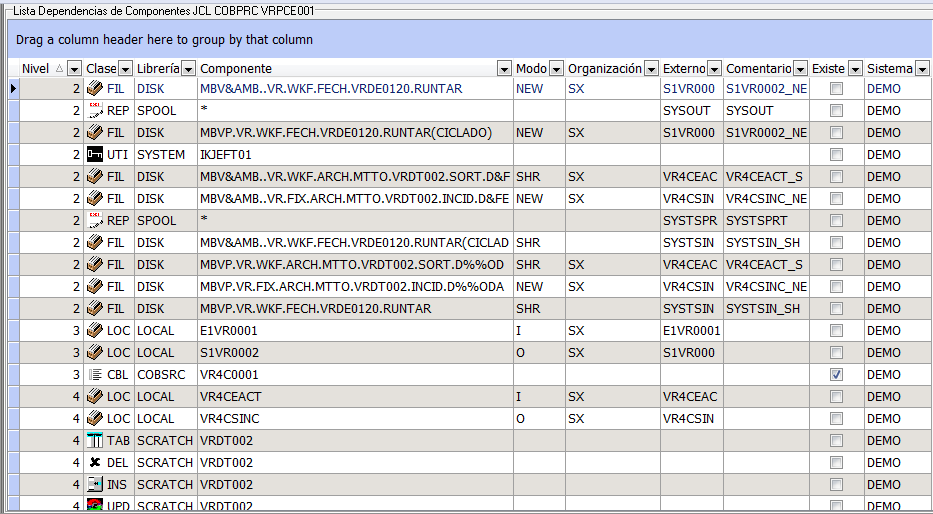 Lista Dependencias de Componentes JCL COBPRC VRPCE001
Drag a column header here to group by that column
Nivel Clase Librería Componente Modo Organización Externo Comentario Existe Sistema
2 FIL DISK MBV&AMB..VR.WKF.FECH.VRDE0120.RUNTAR NEW SX S1VR000 S1VR0002_NE DEMO
2 REP SPOOL * SYSOUT SYSOUT DEMO
2 FIL DISK MBVP.VR.WKF.FECH.VRDE0120.RUNTAR(CICLADO) NEW SX S1VR000 S1VR0002_NE DEMO
2 UTI SYSTEM IKJEFT01 DEMO
2 FIL DISK MBV&AMB..VR.WKF.ARCH.MTTO.VRDT002.SORT.D&F SHR SX VR4CEAC VR4CEACT_S DEMO
2 FIL DISK MBV&AMB..VR.FIX.ARCH.MTTO.VRDT002.INCID.D&FE NEW SX VR4CSIN VR4CSINC_NE DEMO
2 REP SPOOL * SYSTSPR SYSTSPRT DEMO
2 FIL DISK MBV&AMB..VR.WKF.FECH.VRDE0120.RUNTAR(CICLAD SHR SYSTSIN SYSTSIN_SH DEMO
2 FIL DISK MBVP.VR.WKF.ARCH.MTTO.VRDT002.SORT.D%%OD SHR SX VR4CEAC VR4CEACT_S DEMO
2 FIL DISK MBVP.VR.FIX.ARCH.MTTO.VRDT002.INCID.D%%ODA NEW SX VR4CSIN VR4CSINC_NE DEMO
2 FIL DISK MBVP.VR.WKF.FECH.VRDE0120.RUNTAR SHR SYSTSIN SYSTSIN_SH DEMO
3 LOC LOCAL E1VR0001 I SX E1VR0001 DEMO
3 LOC LOCAL S1VR0002 O SX S1VR000 DEMO
3 CBL COBSRC VR4C0001 DEMO
4 LOC LOCAL VR4CEACT I SX VR4CEAC DEMO
4 LOC LOCAL VR4CSINC O SX VR4CSIN DEMO
4 TAB SCRATCH VRDT002 DEMO
4 DEL SCRATCH VRDT002 DEMO
4 INS SCRATCH VRDT002 DEMO
4 UPD SCRATCH VRDT002 DEMO